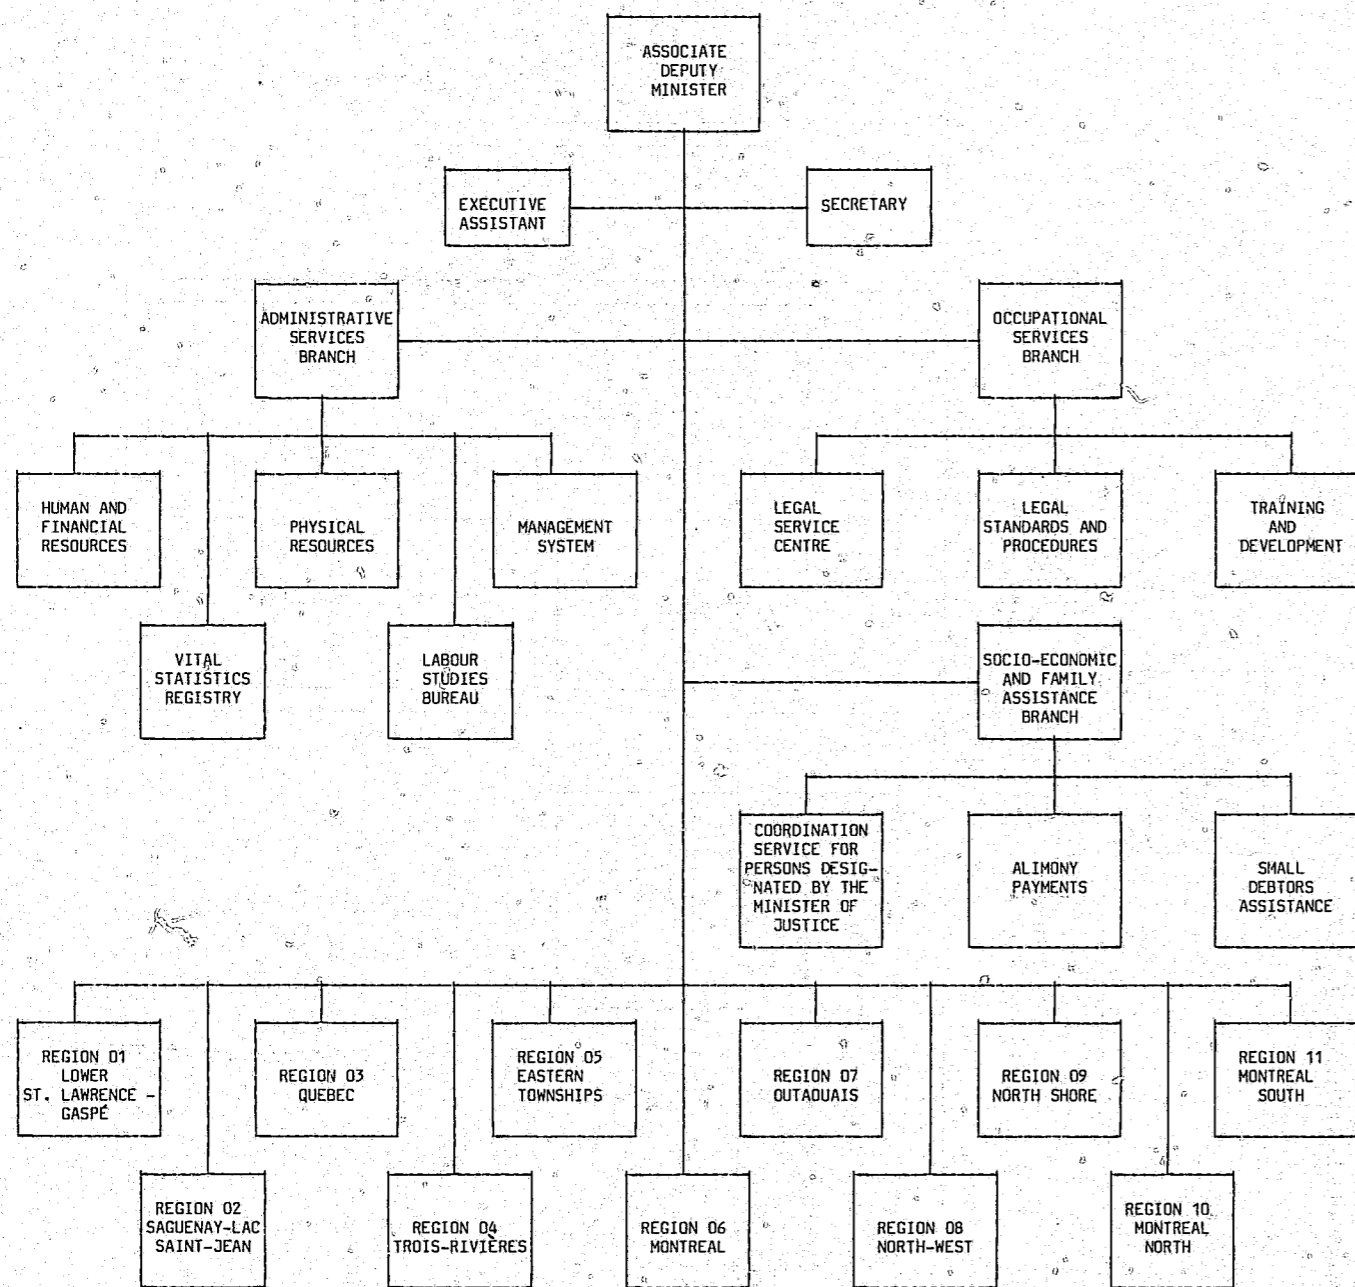 ASSOCIATE
DEPUTY
MINISTER
EXECUTIVE
ASSISTANT
SECRETARY
ADMINISTRATIVE
SERVICES
BRANCH
OCCUPATIONAL
SERVICES
BRANCH
HUMAN AND
FINANCIAL
RESOURCES
PHYSICAL
RESOURCES
MANAGEMENT
SYSTEM
LEGAL
SERVICE
CENTRE
LEGAL
STANDARDS AND
PROCEDURES
TRAINING
AND
DEVELOPMENT
VITAL
STATISTICS
REGISTRY
LABOUR
STUDIES
BUREAU
SOCIO-ECONOMIC
AND FAMILY
ASSISTANCE
BRANCH
COORDINATION
SERVICE FOR
PERSONS DESIG-
NATED BY THE
MINISTER OF
JUSTICE
ALIMONY
PAYMENTS
SMALL
DEBTORS
ASSISTANCE
REGION 01
LOWER
ST. LAWRENCE -
GASPÉ
REGION 03
QUEBEC
REGION 05
EASTERN
TOWNSHIPS
REGION 07
OUTAOUAIS
REGION 09
NORTH SHORE
REGION 11
MONTREAL
SOUTH
REGION 02
SAGUENAY-LAC
SAINT-JEAN
REGION 04
TROIS-RIVIÈRES
REGION 06
MONTREAL
REGION 08
NORTH-WEST
REGION 10
MONTREAL
NORTH